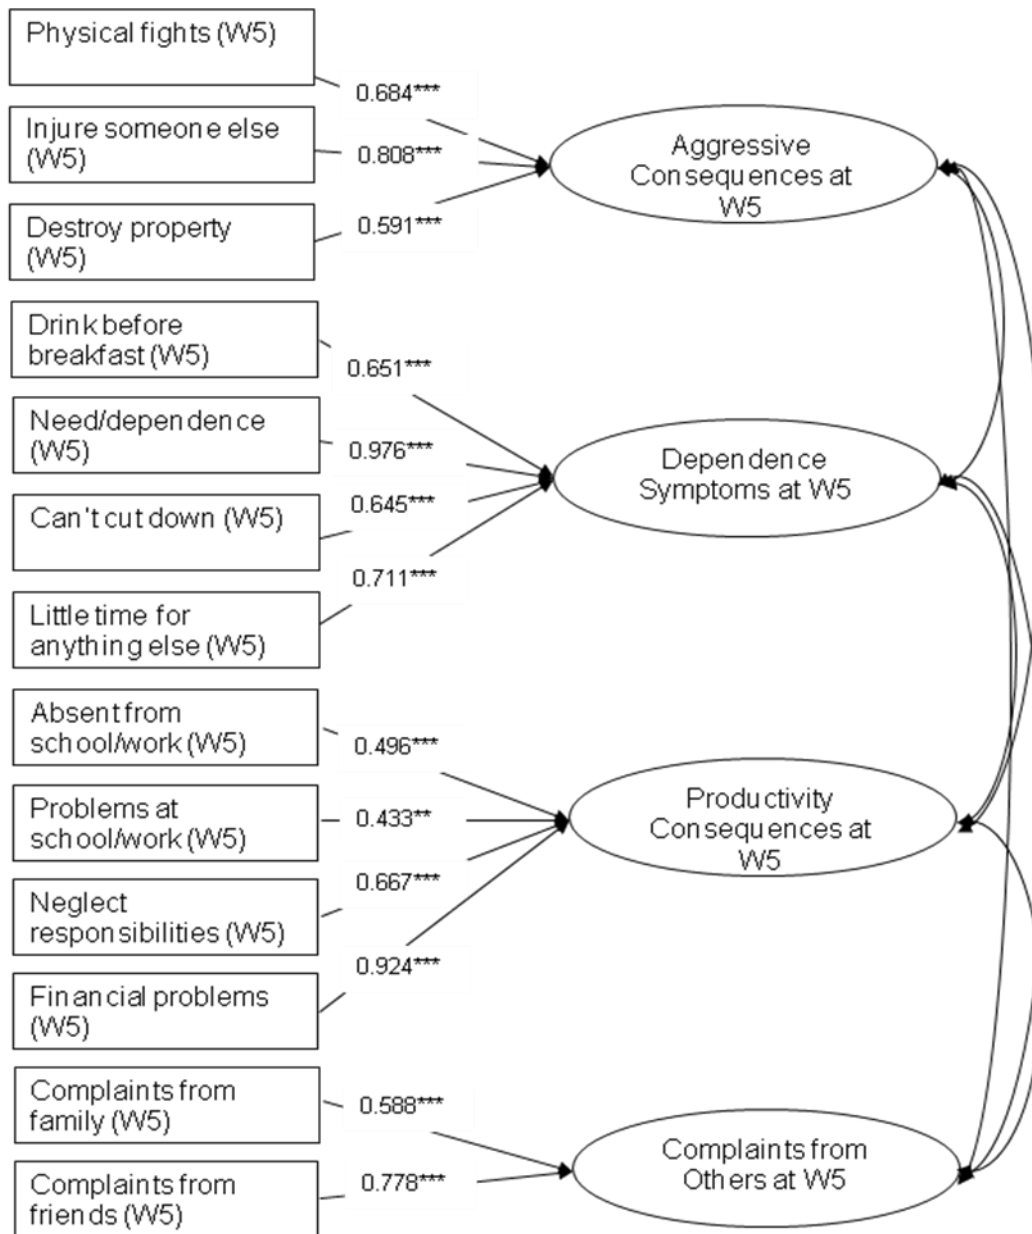 Physical fights (W5)
0.684***
Injure someone else
(W5)
0.808***
Destroy property
(W5)
0.591***
Aggressive
Consequences at
W5
Drink before
breakfast (W5)
0.651***
Need/dependence
(W5)
0.976***
Can't cut down (W5)
0.645***
Little time for
anything else (W5)
0.711***
Dependence
Symptoms at W5
Absent from
school/work (W5)
0.496***
Problems at
school/work (W5)
0.433**
Neglect
responsibilities (W5)
0.667***
Financial problems
(W5)
0.924***
Productivity
Consequences at
W5
Complaints from
family (W5)
0.588***
Complaints from
friends (W5)
0.778***
Complaints from
Others at W5